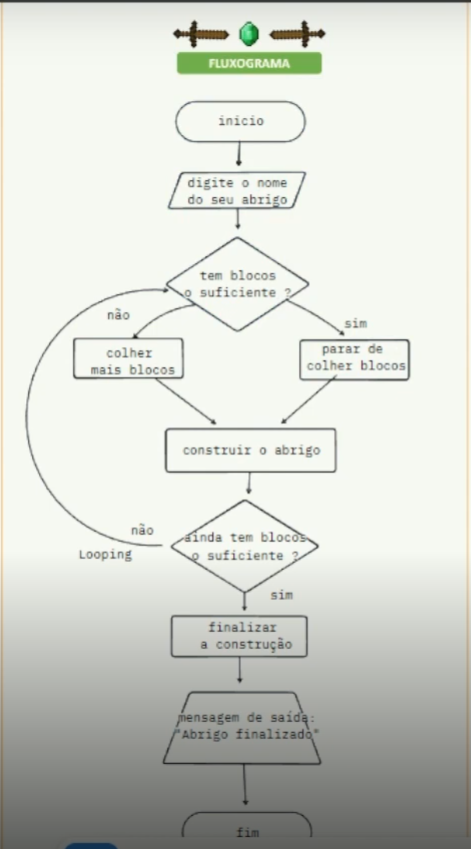 FLUXOGRAMA
inicio
digite o nome
do seu abrigo
tem blocos
o suficiente ?
não
sim
colher
mais blocos
parar de
colher blocos
construir o abrigo
ainda tem blocos
o suficiente ?
não
Looping
sim
finalizar
a construção
mensagem de saída:
"Abrigo finalizado"
fim